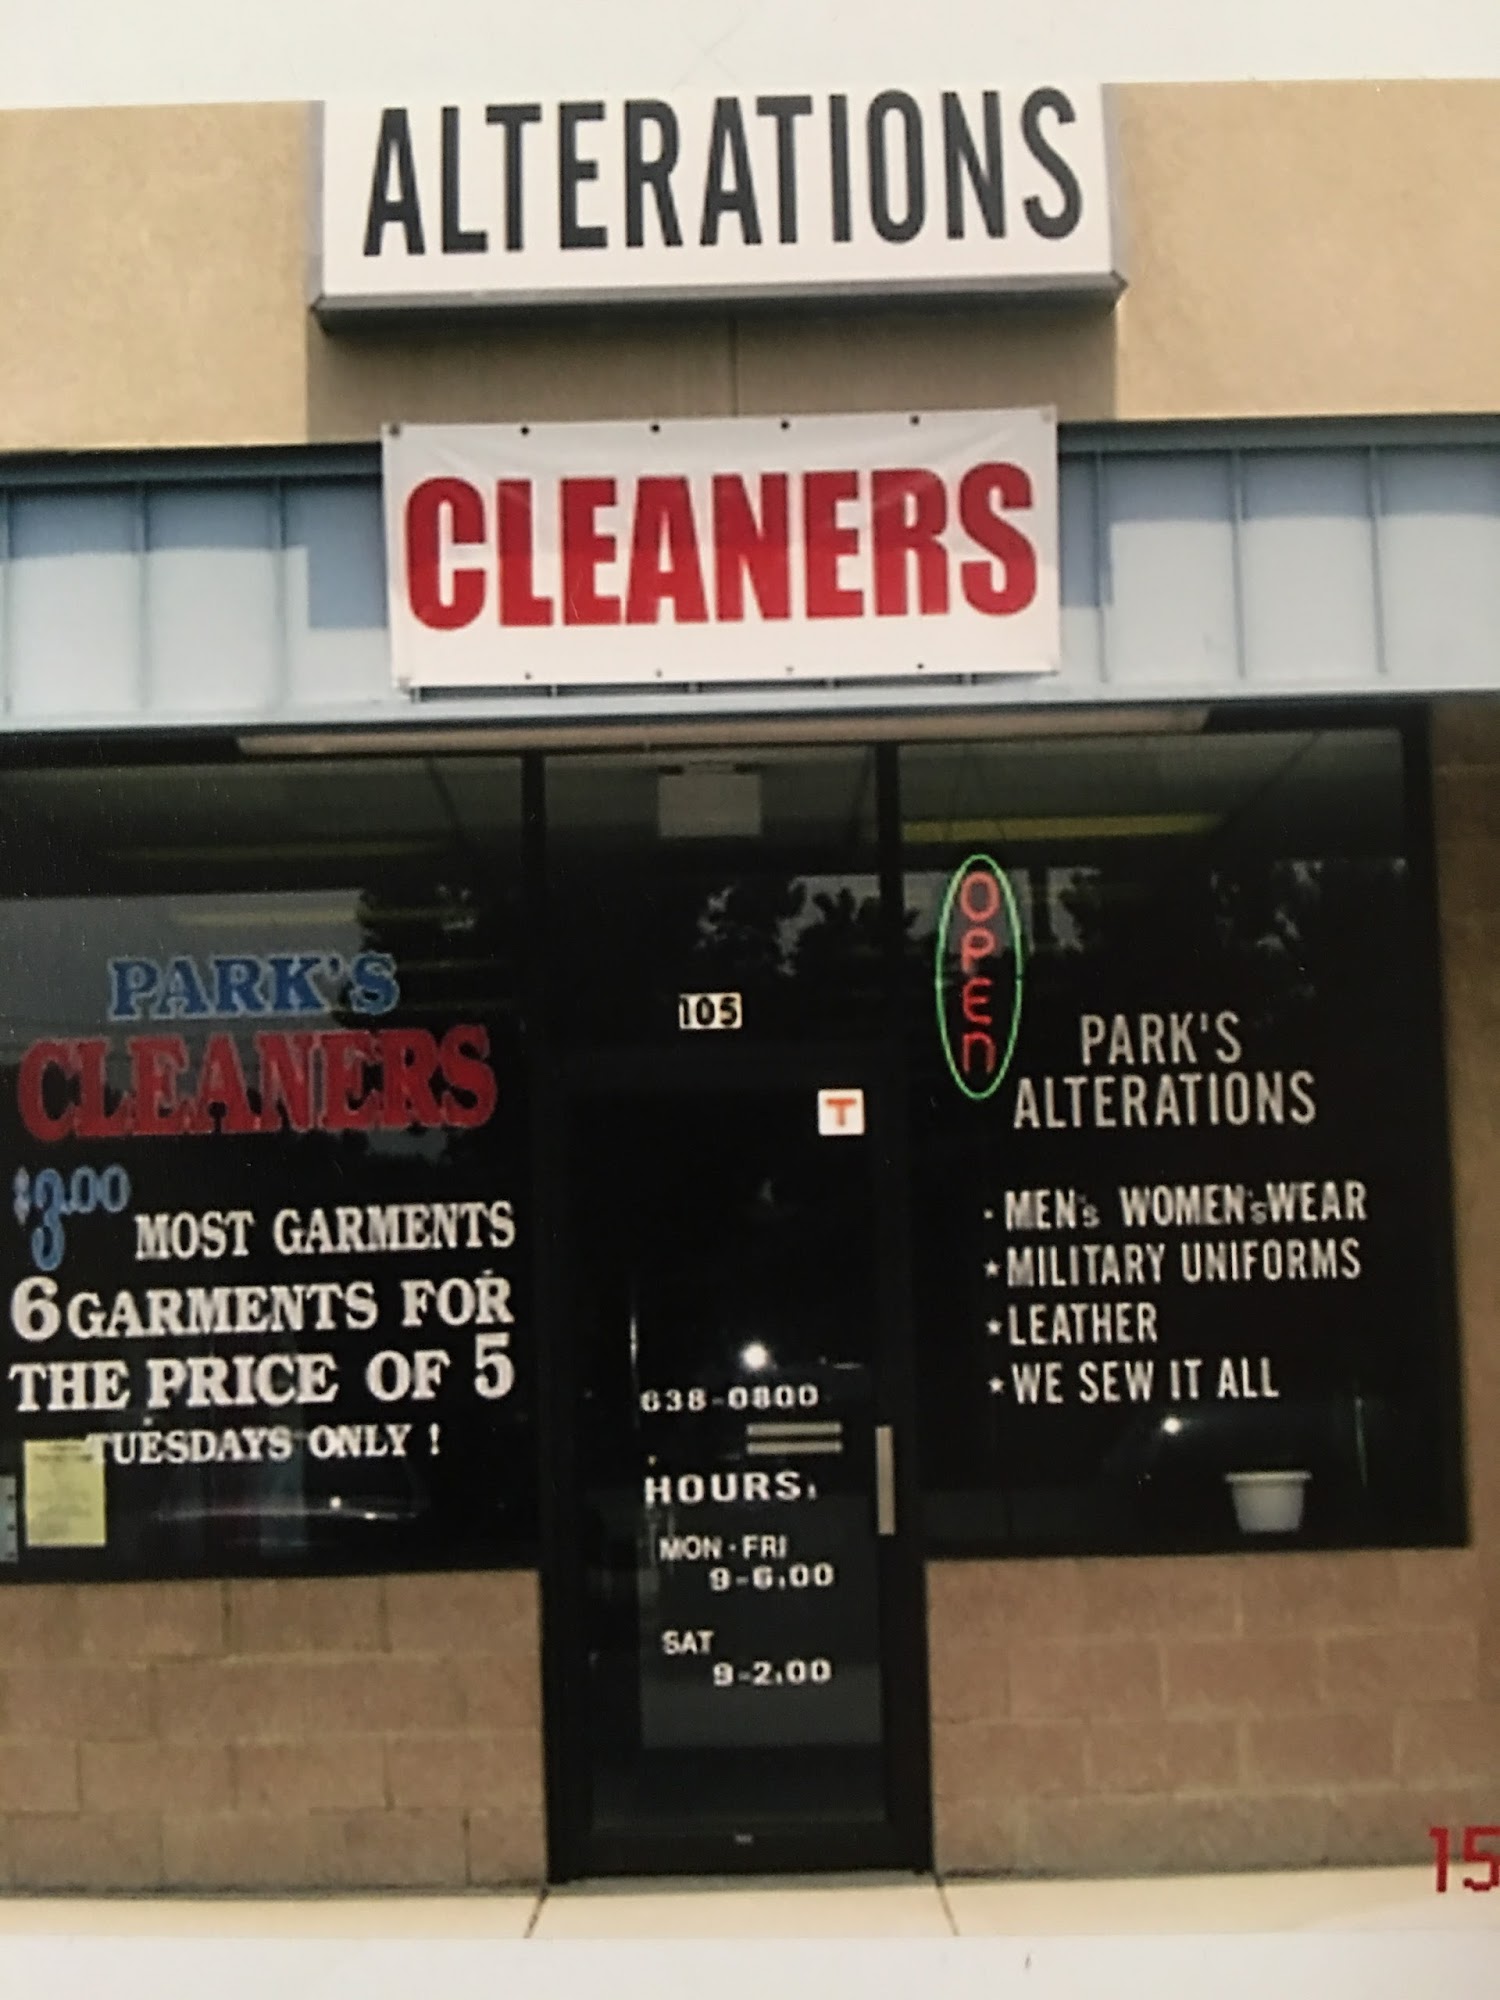 ALTERATIONS
CLEANERS
PARK'S
CLEANERS
$3.00 MOST GARMENTS
6 GARMENTS FOR
THE PRICE OF 5
TUESDAYS ONLY !
105
T
638-0800
HOURS:
MON - FRI
9-6:00
SAT
9-2:00
OPEN
PARK'S
ALTERATIONS
· MEN's WOMEN'sWEAR
★ MILITARY UNIFORMS
★ LEATHER
★ WE SEW IT ALL
15